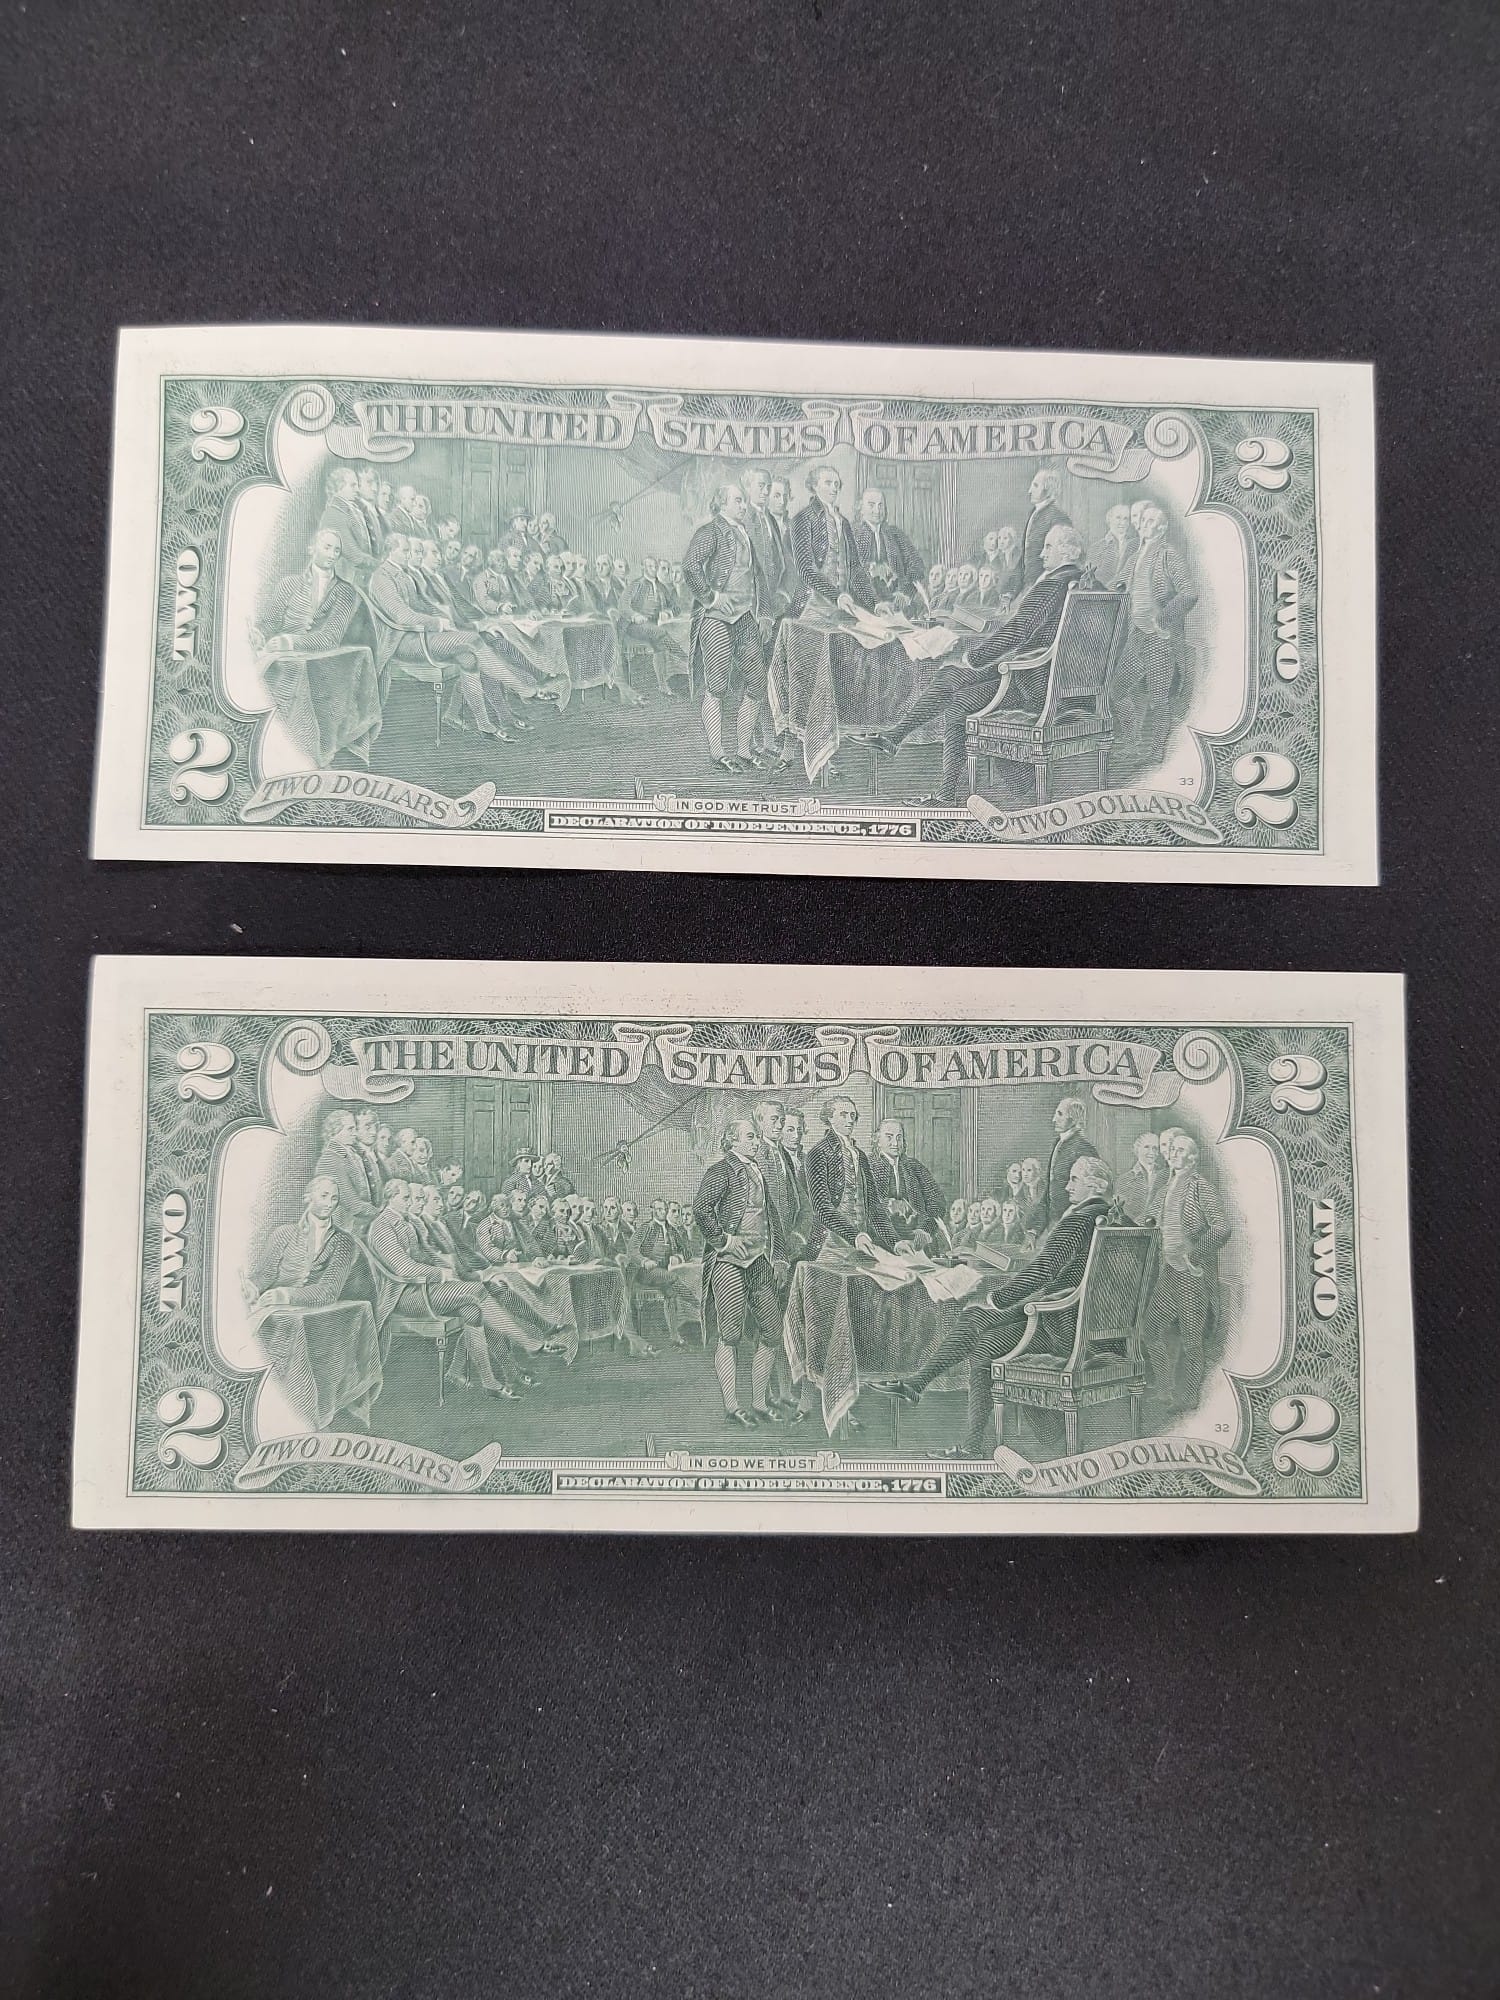 2 THE UNITED STATES OF AMERICA 2
TWO TWO
33
2 TWO DOLLARS IN GOD WE TRUST TWO DOLLARS 2
DECLARATION OF INDEPENDENCE, 1776
2 THE UNITED STATES OF AMERICA 2
TWO TWO
32
2 TWO DOLLARS IN GOD WE TRUST TWO DOLLARS 2
DECLARATION OF INDEPENDENCE, 1776